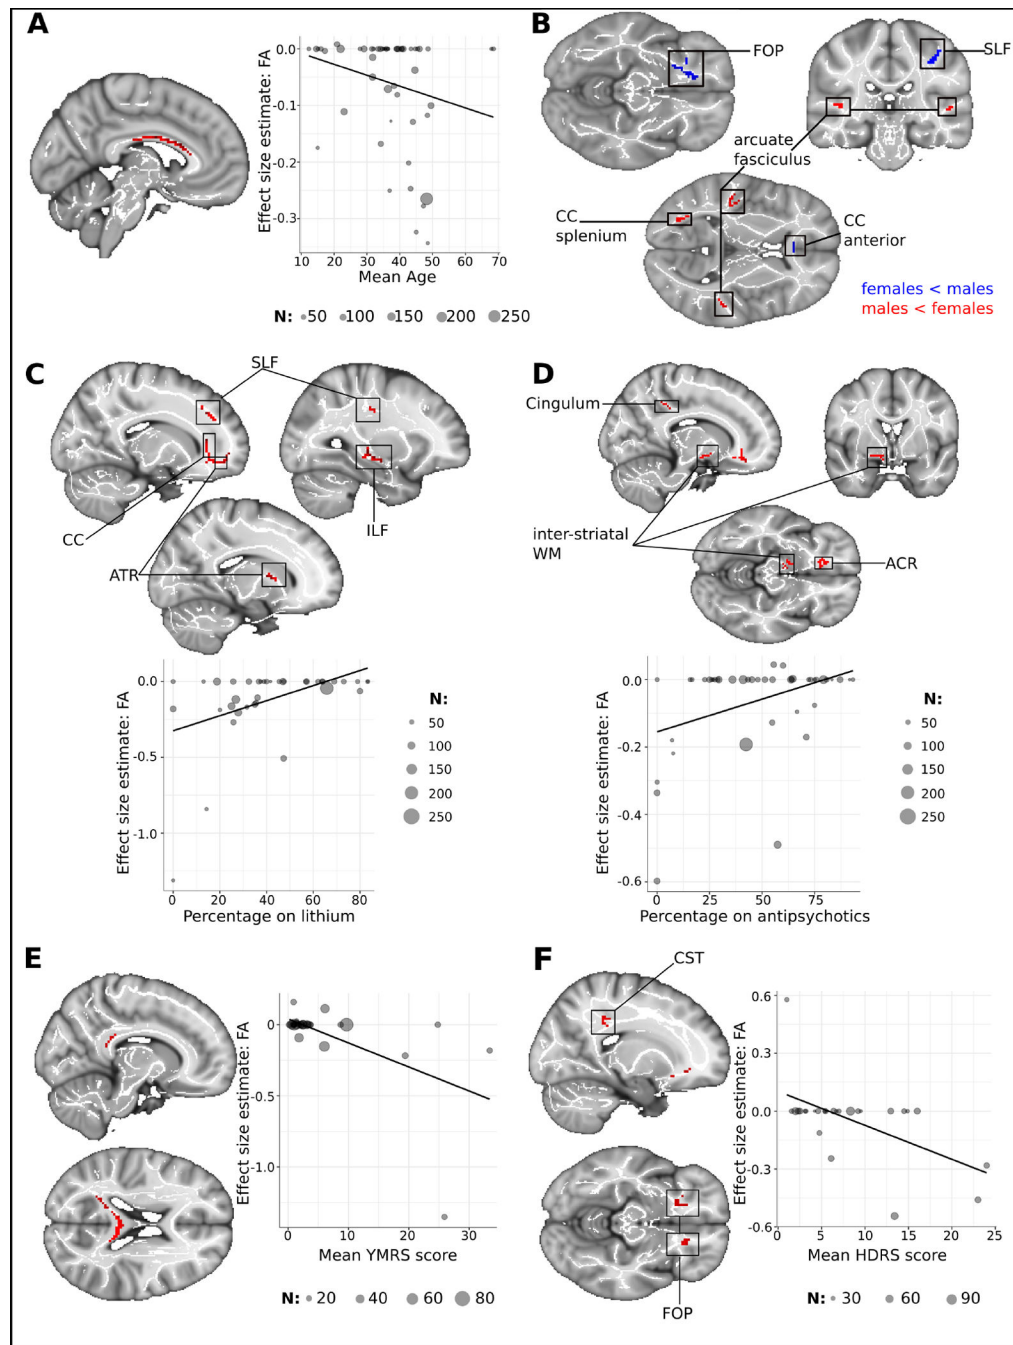 A
Effect size estimate: FA
0.0
-0.1
-0.2
-0.3
10 20 30 40 50 60 70
Mean Age
N: 50 100 150 200 250
B
FOP
SLF
arcuate
fasciculus
CC
splenium
CC
anterior
females < males
males < females
C
SLF
CC
ILF
ATR
Effect size estimate: FA
0.0
-0.5
-1.0
0 20 40 60 80
Percentage on lithium
N:
50
100
150
200
250
D
Cingulum
inter-striatal
WM
ACR
Effect size estimate: FA
0.0
-0.2
-0.4
-0.6
0 25 50 75
Percentage on antipsychotics
N:
50
100
150
200
250
E
Effect size estimate: FA
0.0
-0.5
-1.0
0 10 20 30
Mean YMRS score
N: 20 40 60 80
F
CST
FOP
Effect size estimate: FA
0.6
0.3
0.0
-0.3
-0.6
0 5 10 15 20 25
Mean HDRS score
N: 30 60 90